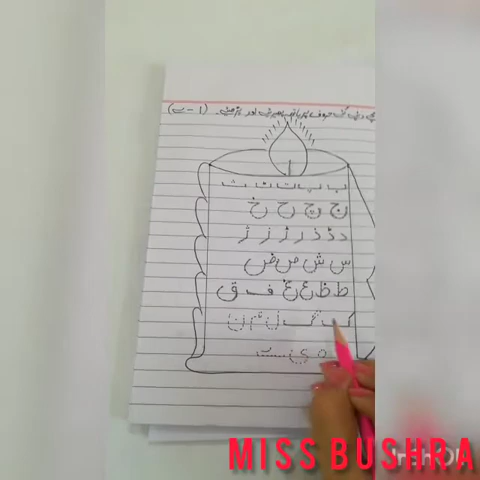 (ا - ے)
ب پ ت ٹ ث
ج چ ح خ
د ڈ ذ ر ڑ ز ژ
س ش ص ض
ط ظ ع غ ف ق
ک گ ل م ن
ہ ی ے
MISS BUSHRA